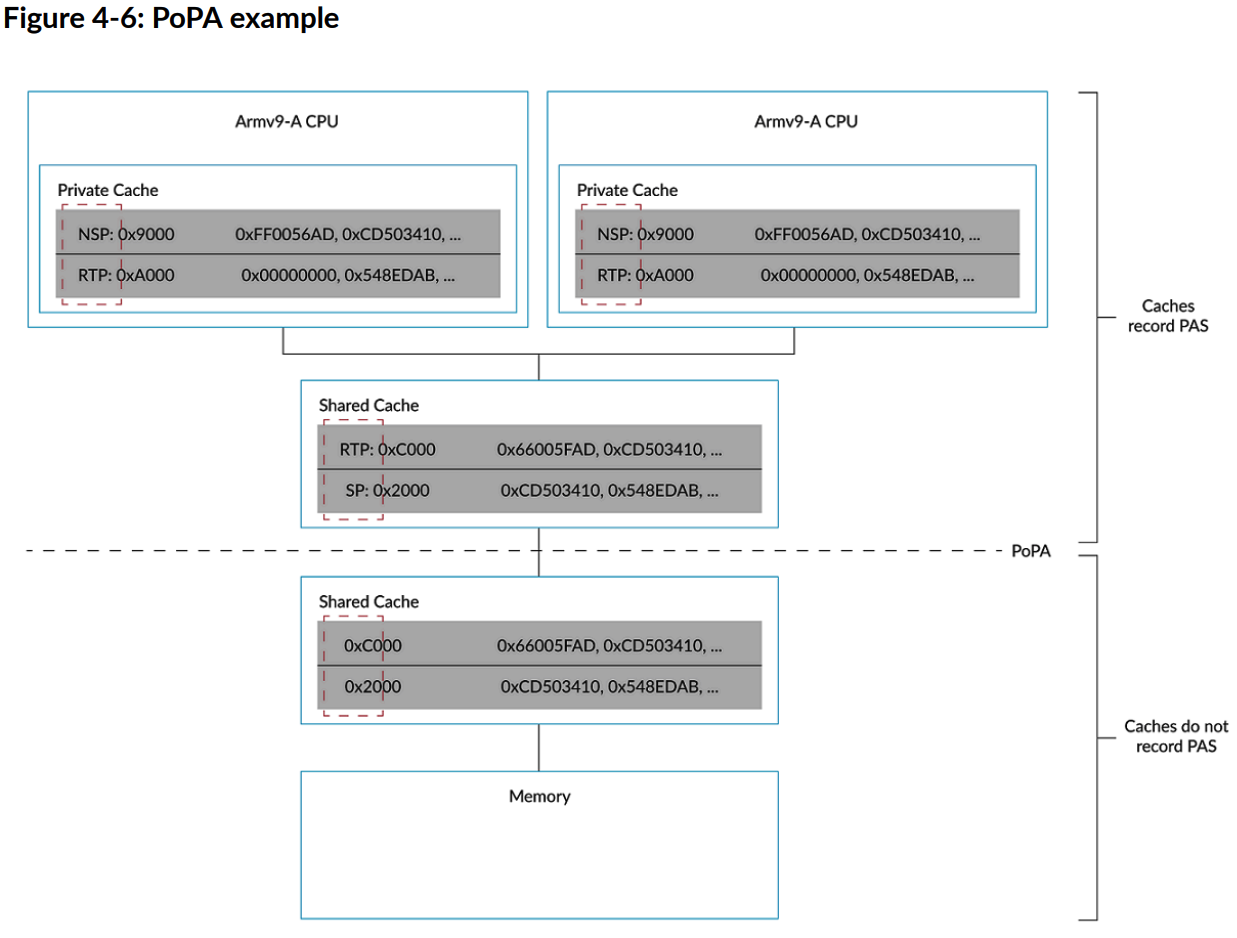 Figure 4-6: PoPA example
Armv9-A CPU
Private Cache
NSP: 0x9000 0xFF0056AD, 0xCD503410, ...
RTP: 0xA000 0x00000000, 0x548EDAB, ...
Armv9-A CPU
Private Cache
NSP: 0x9000 0xFF0056AD, 0xCD503410, ...
RTP: 0xA000 0x00000000, 0x548EDAB, ...
Caches
record PAS
Shared Cache
RTP: 0xC000 0x66005FAD, 0xCD503410, ...
SP: 0x2000 0xCD503410, 0x548EDAB, ...
PoPA
Shared Cache
0xC000 0x66005FAD, 0xCD503410, ...
0x2000 0xCD503410, 0x548EDAB, ...
Caches do not
record PAS
Memory